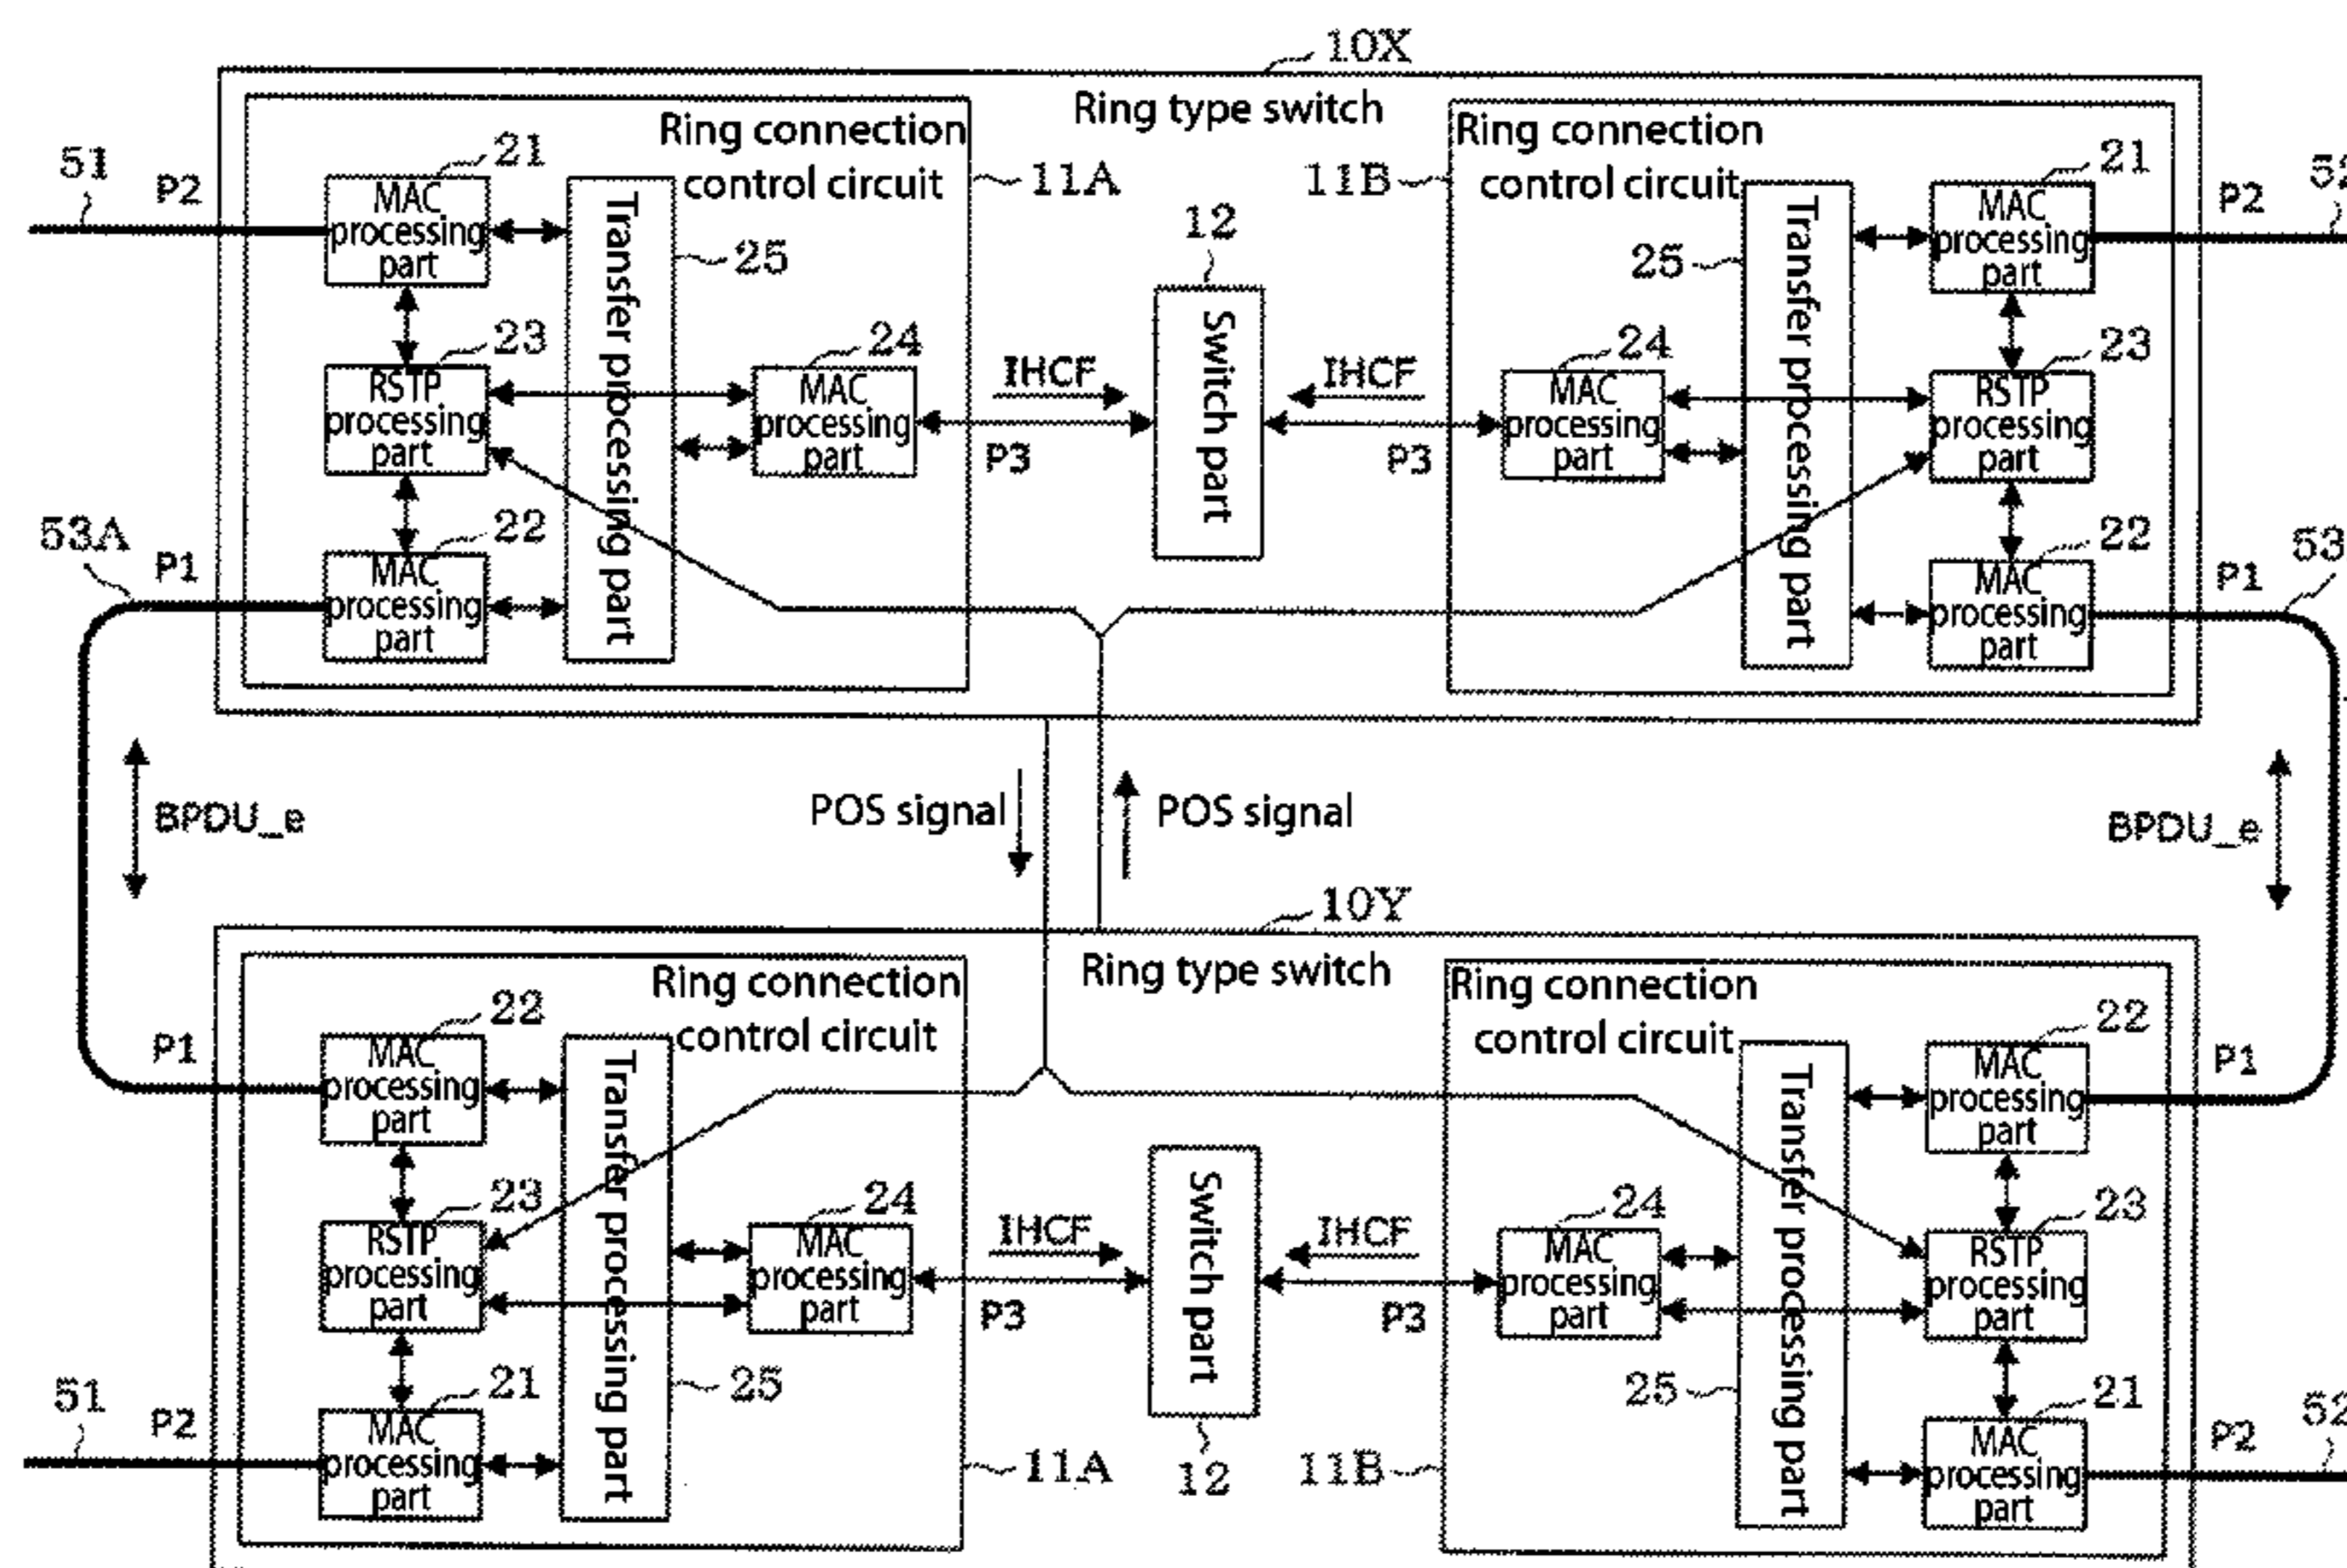 10X
Ring type switch
Ring connection
control circuit
11A
51
P2
21
MAC
processing
part
Transfer processing part
25
23
RSTP
processing
part
24
MAC
processing
part
IHCF
P3
53A
P1
22
MAC
processing
part
12
Switch part
Ring connection
control circuit
11B
25
Transfer processing part
21
MAC
processing
part
P2
24
MAC
processing
part
IHCF
P3
23
RSTP
processing
part
22
MAC
processing
part
P1
BPDU_e
POS signal
POS signal
BPDU_e
10Y
Ring type switch
Ring connection
control circuit
P1
22
MAC
processing
part
Transfer processing part
23
RSTP
processing
part
24
MAC
processing
part
IHCF
P3
51
P2
21
MAC
processing
part
25
11A
Switch part
12
Ring connection
control circuit
11B
Transfer processing part
22
MAC
processing
part
P1
24
MAC
processing
part
IHCF
P3
23
RSTP
processing
part
25
21
MAC
processing
part
P2